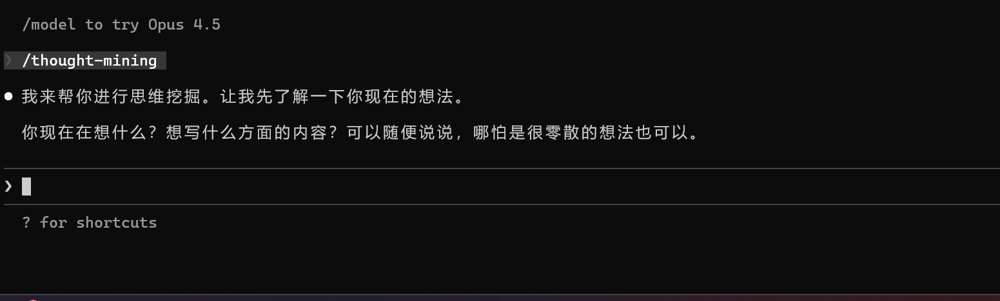 /model to try Opus 4.5
❯ /thought-mining
● 我来帮你进行思维挖掘。让我先了解一下你现在的想法。
你现在在想什么？想写什么方面的内容？可以随便说说，哪怕是很零散的想法也可以。
❯
? for shortcuts